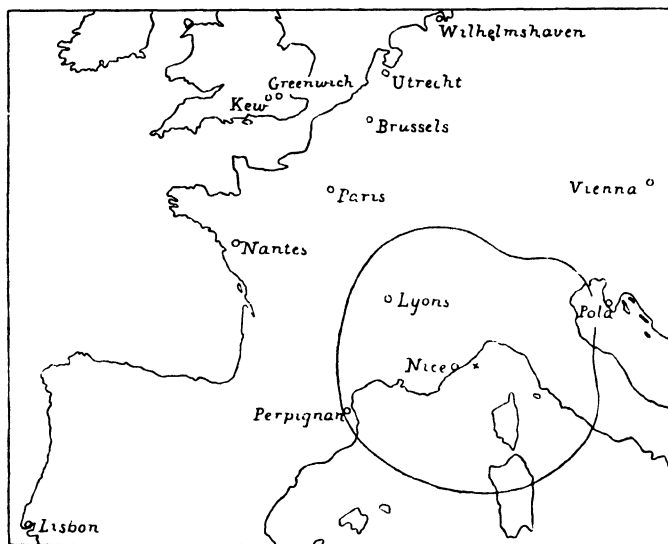 Wilhelmshaven
Greenwich
Utrecht
Kew
Brussels
Vienna
Paris
Nantes
Lyons
Pola
Nice
Perpignan
Lisbon